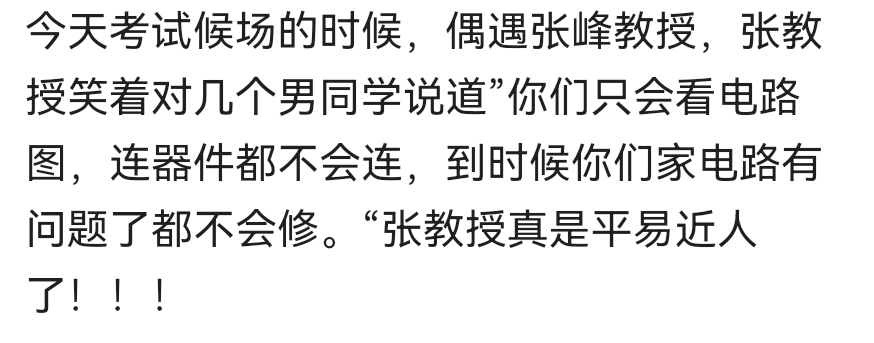 今天考试候场的时候，偶遇张峰教授，张教
授笑着对几个男同学说道”你们只会看电路
图，连器件都不会连，到时候你们家电路有
问题了都不会修。“张教授真是平易近人
了！！！